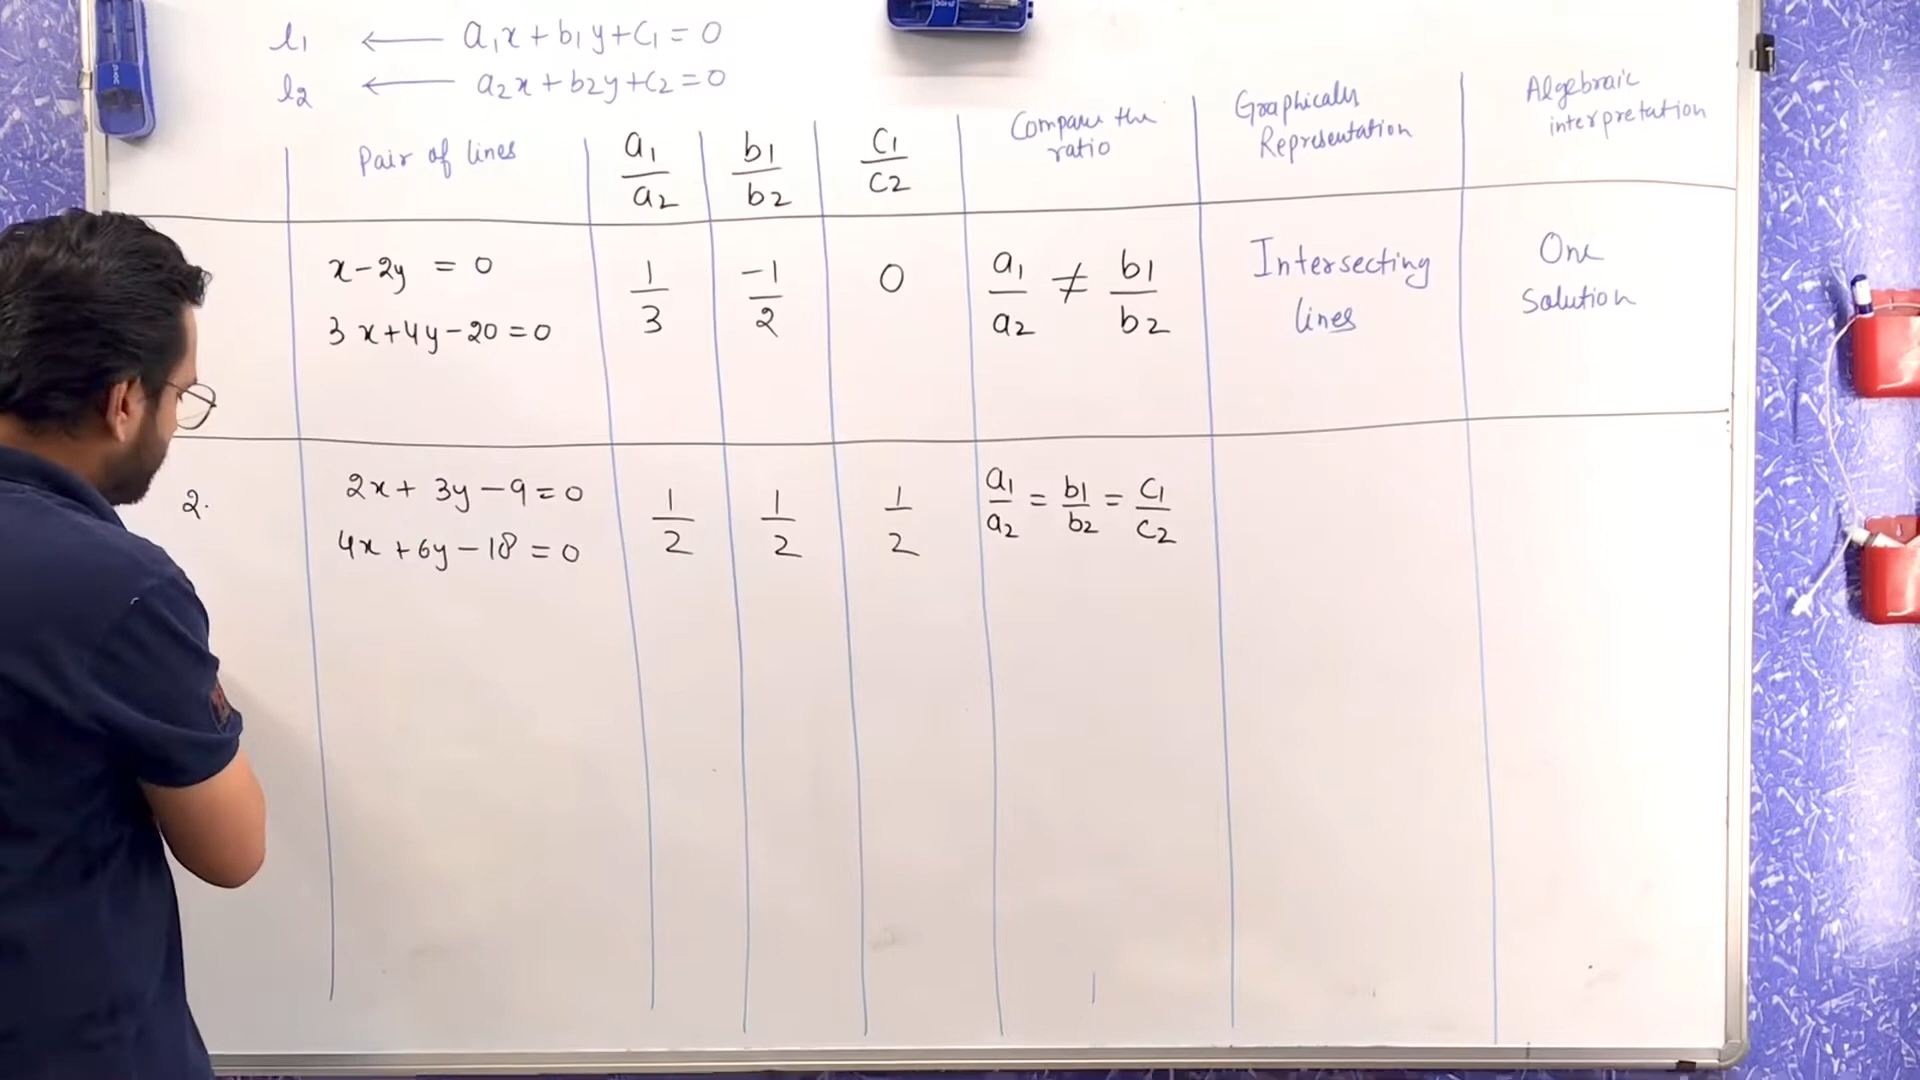 l1 ← a1x + b1y + c1 = 0
l2 ← a2x + b2y + c2 = 0
Pair of lines | a1/a2 | b1/b2 | c1/c2 | Compare the ratio | Graphically Representation | Algebraic interpretation
x - 2y = 0
3x + 4y - 20 = 0
1/3 | -1/2 | 0 | a1/a2 ≠ b1/b2 | Intersecting lines | One Solution
2.
2x + 3y - 9 = 0
4x + 6y - 18 = 0
1/2 | 1/2 | 1/2 | a1/a2 = b1/b2 = c1/c2